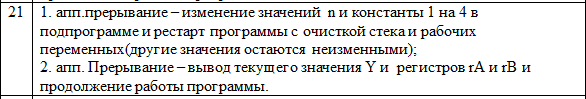 21
1. апп.прерывание – изменение значений n и константы 1 на 4 в
подпрограмме и рестарт программы с очисткой стека и рабочих
переменных(другие значения остаются неизменными);
2. апп. Прерывание – вывод текущего значения Y и регистров rA и rB и
продолжение работы программы.